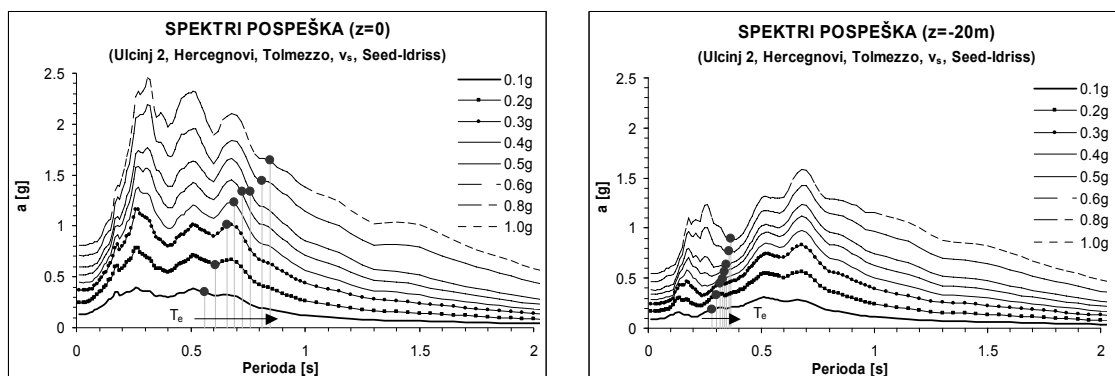 SPEKTRI POSPEŠKA (z=0)
(Ulcinj 2, Hercegnovi, Tolmezzo, vs, Seed-Idriss)
2.5
2
1.5
1
0.5
0
a [g]
0.1g
0.2g
0.3g
0.4g
0.5g
0.6g
0.8g
1.0g
Te
0 0.5 1 1.5 2
Perioda [s]
SPEKTRI POSPEŠKA (z=-20m)
(Ulcinj 2, Hercegnovi, Tolmezzo, vs, Seed-Idriss)
2.5
2
1.5
1
0.5
0
a [g]
0.1g
0.2g
0.3g
0.4g
0.5g
0.6g
0.8g
1.0g
Te
0 0.5 1 1.5 2
Perioda [s]